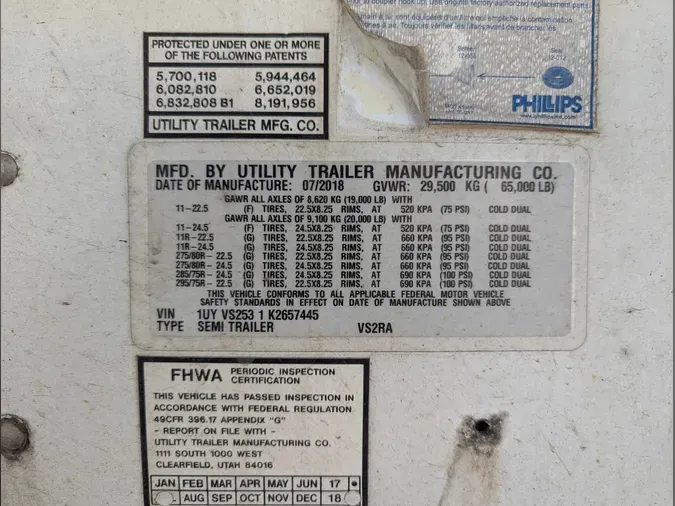 original factory authorized replacement parts.
PHILLIPS
PROTECTED UNDER ONE OR MORE
OF THE FOLLOWING PATENTS
5,700,118 5,944,464
6,082,810 6,652,019
6,832,808 B1 8,191,956
UTILITY TRAILER MFG. CO.
MFD. BY UTILITY TRAILER MANUFACTURING CO.
DATE OF MANUFACTURE: 07/2018 GVWR: 29,500 KG ( 65,000 LB)
GAWR ALL AXLES OF 8,620 KG (19,000 LB) WITH
11-22.5 (F) TIRES, 22.5X8.25 RIMS, AT 520 KPA (75 PSI) COLD DUAL
GAWR ALL AXLES OF 9,100 KG (20,000 LB) WITH
11-24.5 (F) TIRES, 24.5X8.25 RIMS, AT 520 KPA (75 PSI) COLD DUAL
11R-22.5 (G) TIRES, 22.5X8.25 RIMS, AT 660 KPA (95 PSI) COLD DUAL
11R-24.5 (G) TIRES, 24.5X8.25 RIMS, AT 660 KPA (95 PSI) COLD DUAL
275/80R-22.5 (G) TIRES, 22.5X8.25 RIMS, AT 660 KPA (95 PSI) COLD DUAL
275/80R-24.5 (G) TIRES, 24.5X8.25 RIMS, AT 660 KPA (95 PSI) COLD DUAL
285/75R-24.5 (G) TIRES, 24.5X8.25 RIMS, AT 690 KPA (100 PSI) COLD DUAL
295/75R-22.5 (G) TIRES, 22.5X8.25 RIMS, AT 690 KPA (100 PSI) COLD DUAL
THIS VEHICLE CONFORMS TO ALL APPLICABLE FEDERAL MOTOR VEHICLE
SAFETY STANDARDS IN EFFECT ON DATE OF MANUFACTURE SHOWN ABOVE
VIN 1UY VS253 1 K2657445
TYPE SEMI TRAILER VS2RA
FHWA PERIODIC INSPECTION
CERTIFICATION
THIS VEHICLE HAS PASSED INSPECTION IN
ACCORDANCE WITH FEDERAL REGULATION
49CFR 396.17 APPENDIX "G"
- REPORT ON FILE WITH -
UTILITY TRAILER MANUFACTURING CO.
1111 SOUTH 1000 WEST
CLEARFIELD, UTAH 84016
JAN FEB MAR APR MAY JUN 17
AUG SEP OCT NOV DEC 18